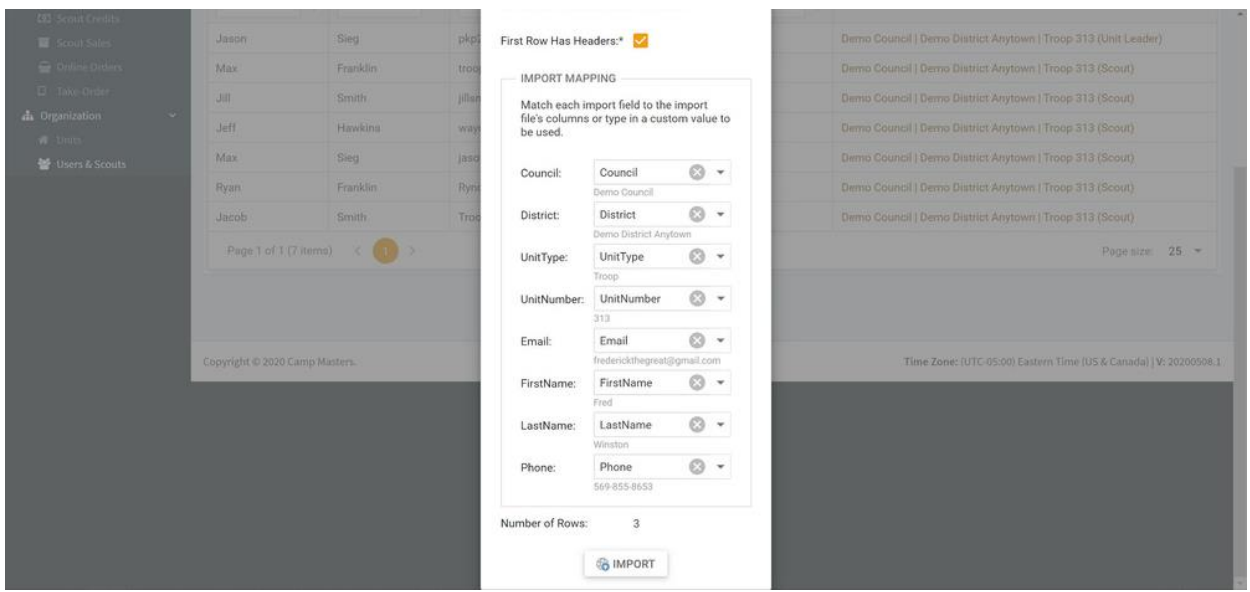 Scout Credits
Scout Sales
Online Orders
Take-Order
Organization
Units
Users & Scouts
Jason Sieg Demo Council | Demo District Anytown | Troop 313 (Unit Leader)
Max Franklin Demo Council | Demo District Anytown | Troop 313 (Scout)
Jill Smith Demo Council | Demo District Anytown | Troop 313 (Scout)
Jeff Hawkins Demo Council | Demo District Anytown | Troop 313 (Scout)
Max Sieg Demo Council | Demo District Anytown | Troop 313 (Scout)
Ryan Franklin Demo Council | Demo District Anytown | Troop 313 (Scout)
Jacob Smith Demo Council | Demo District Anytown | Troop 313 (Scout)
Page 1 of 1 (7 items) < 1 > Page size: 25
Copyright © 2020 Camp Masters. Time Zone: (UTC-05:00) Eastern Time (US & Canada) | V: 20200508.1
First Row Has Headers:*
IMPORT MAPPING
Match each import field to the import
file's columns or type in a custom value to
be used.
Council: Council
Demo Council
District: District
Demo District Anytown
UnitType: UnitType
Troop
UnitNumber: UnitNumber
313
Email: Email
frederickthegreat@gmail.com
FirstName: FirstName
Fred
LastName: LastName
Winston
Phone: Phone
569-855-8653
Number of Rows: 3
IMPORT